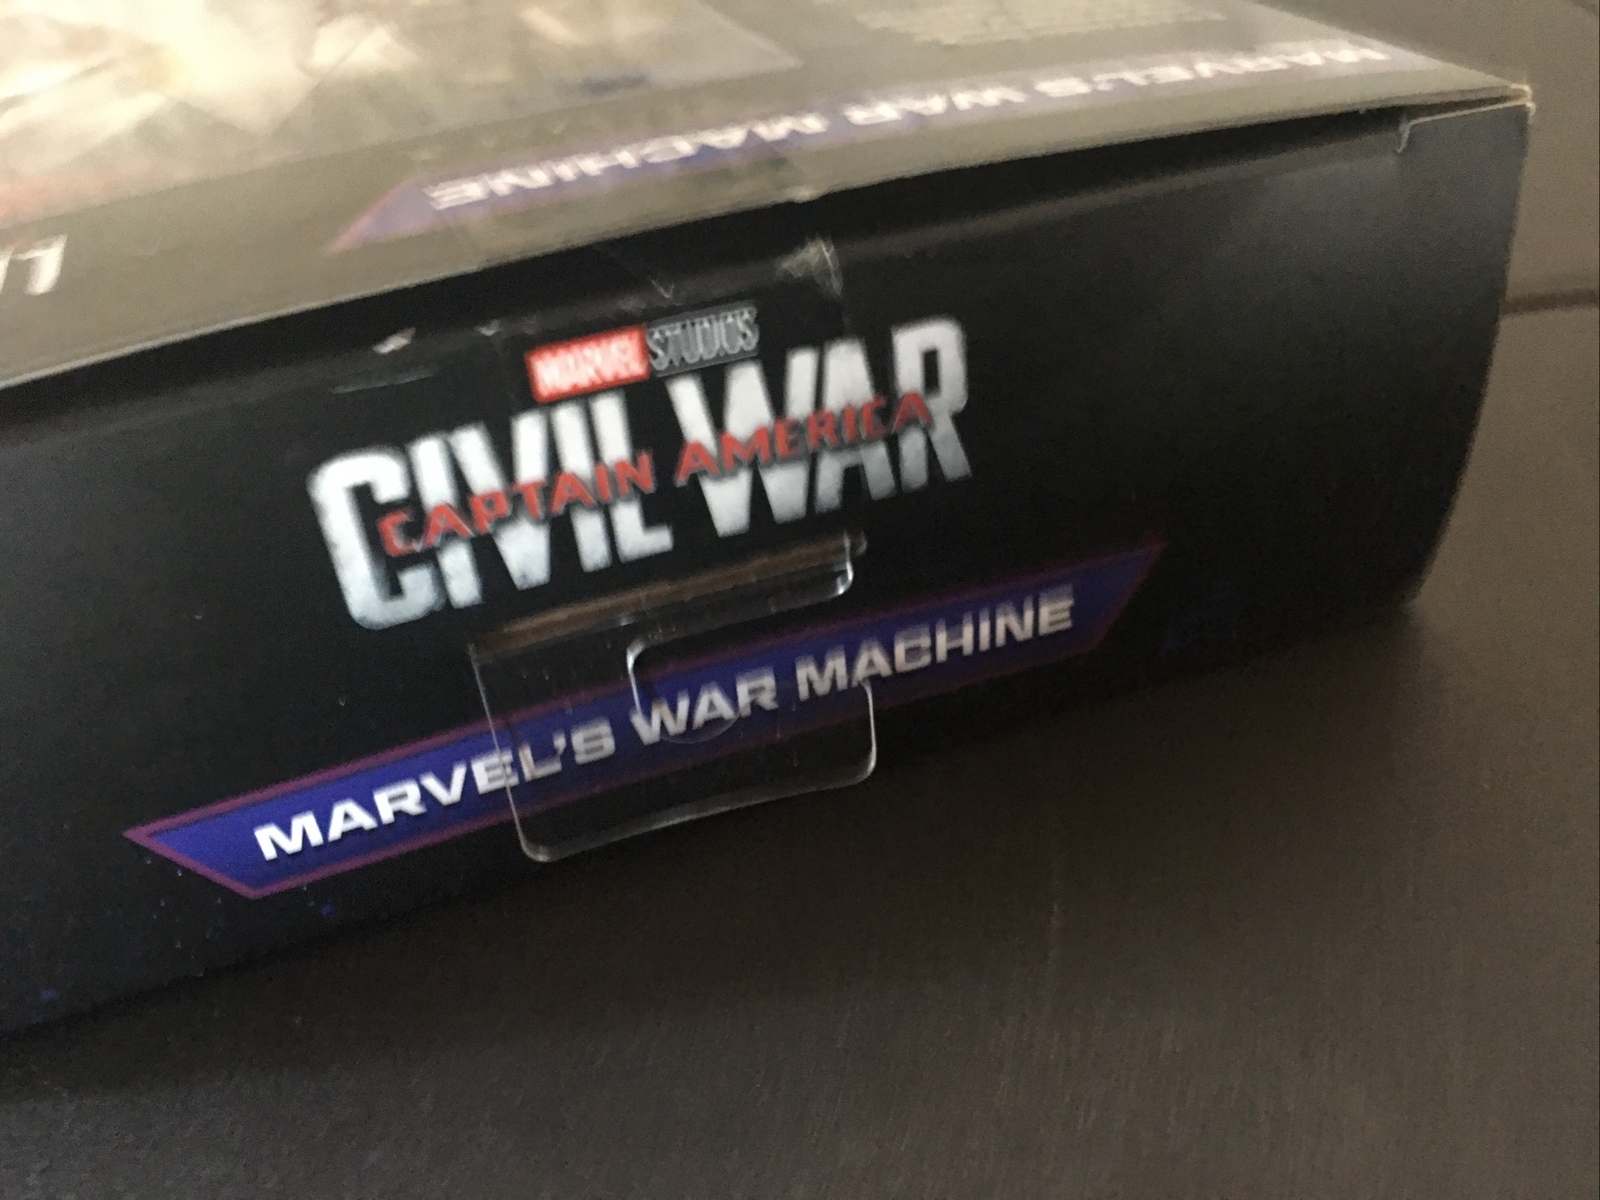 MARVEL'S WAR MACHINE
MARVEL STUDIOS
CIVIL WAR
CAPTAIN AMERICA
MARVEL'S WAR MACHINE